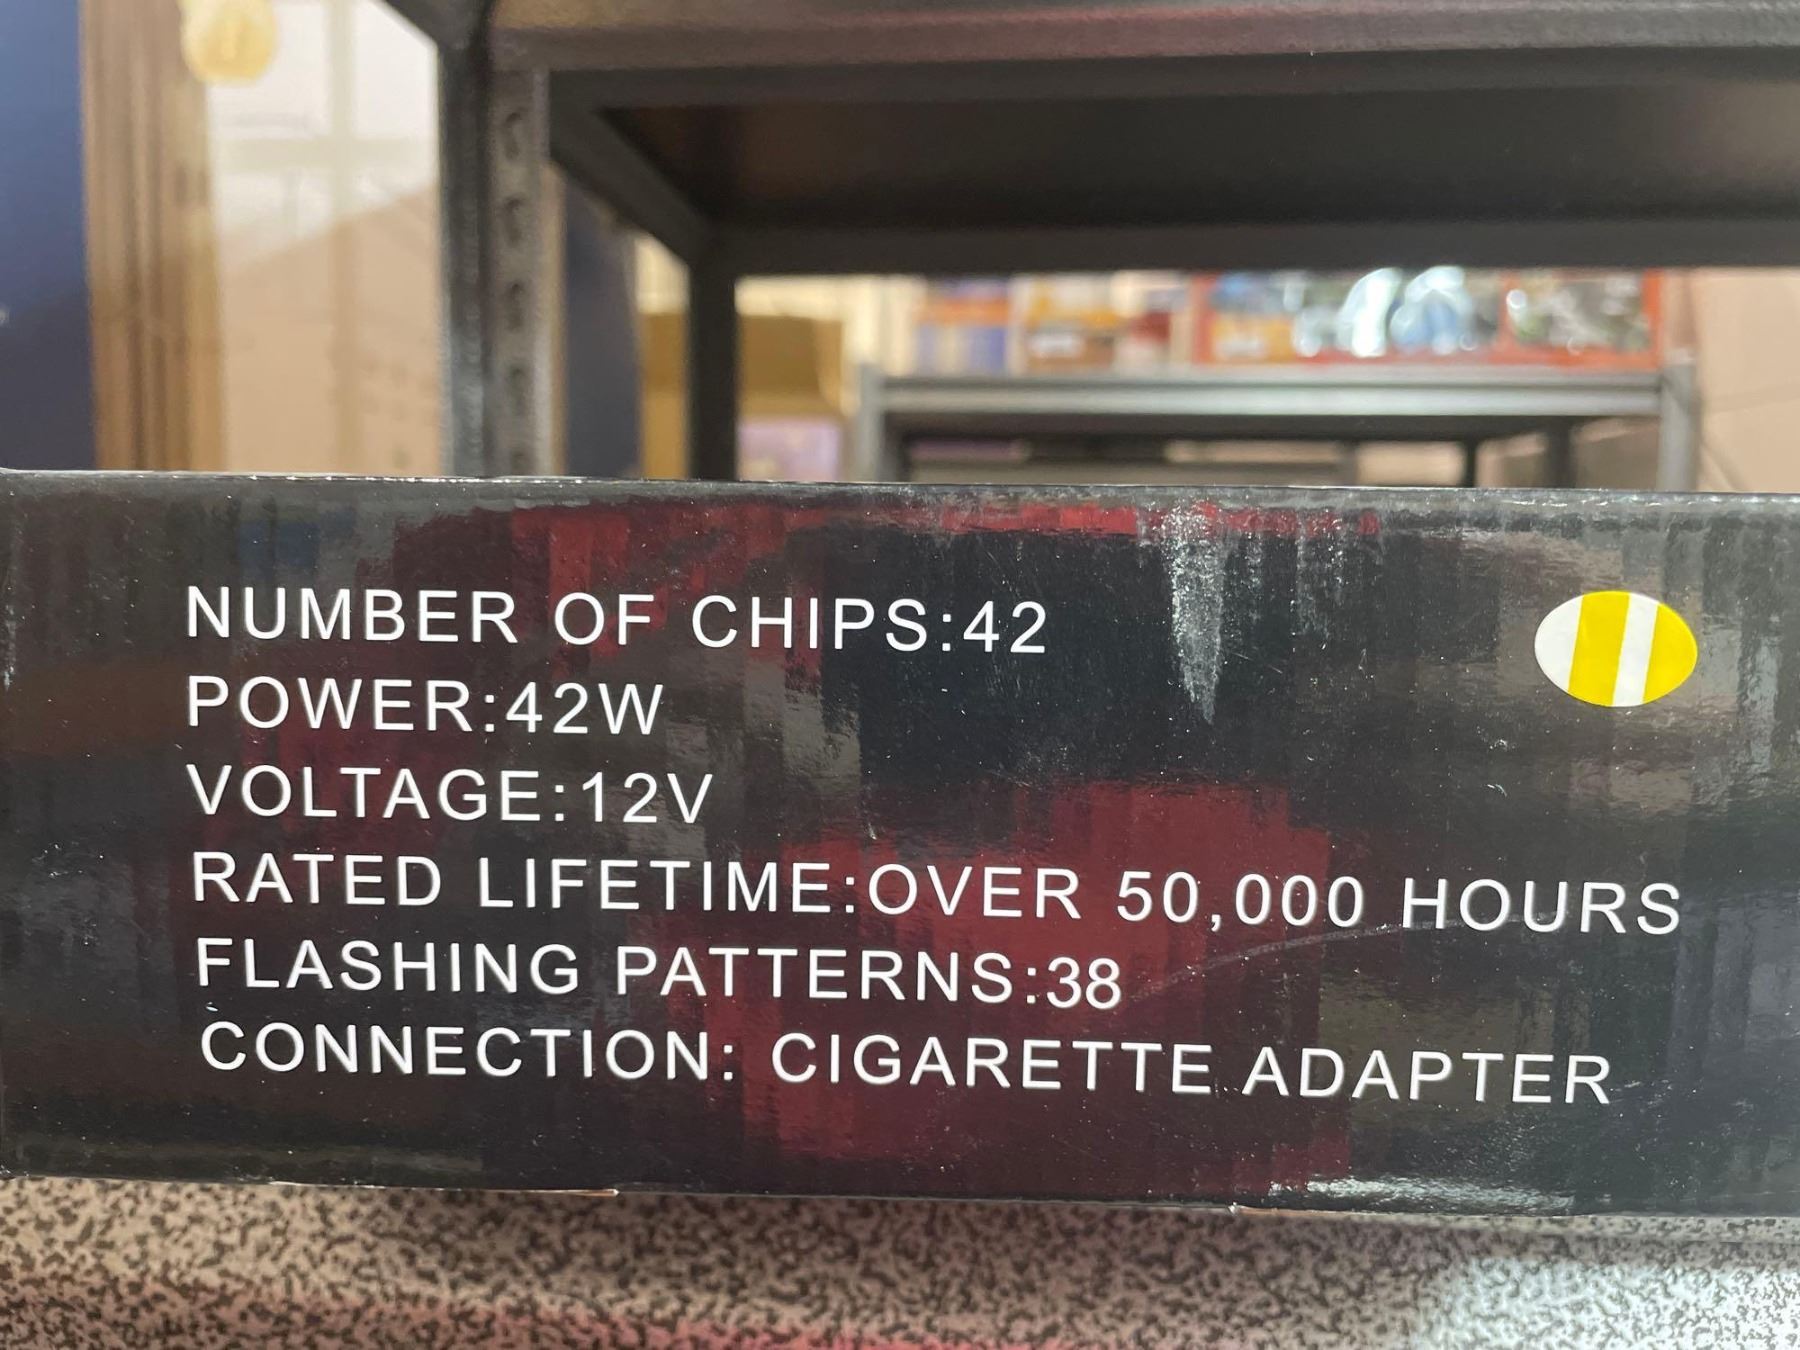 NUMBER OF CHIPS:42
POWER:42W
VOLTAGE:12V
RATED LIFETIME:OVER 50,000 HOURS
FLASHING PATTERNS:38
CONNECTION: CIGARETTE ADAPTER